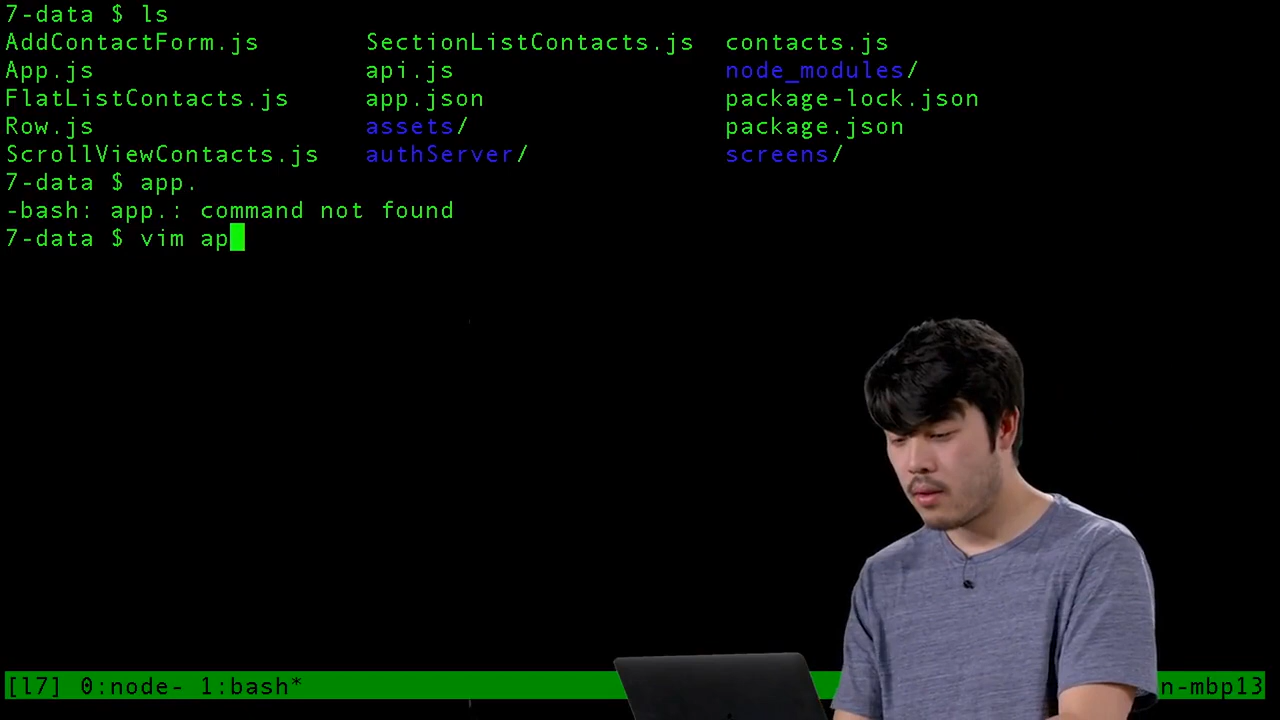 7-data $ ls
AddContactForm.js SectionListContacts.js contacts.js
App.js api.js node_modules/
FlatListContacts.js app.json package-lock.json
Row.js assets/ package.json
ScrollViewContacts.js authServer/ screens/
7-data $ app.
-bash: app.: command not found
7-data $ vim ap
[l7] 0:node- 1:bash* n-mbp13